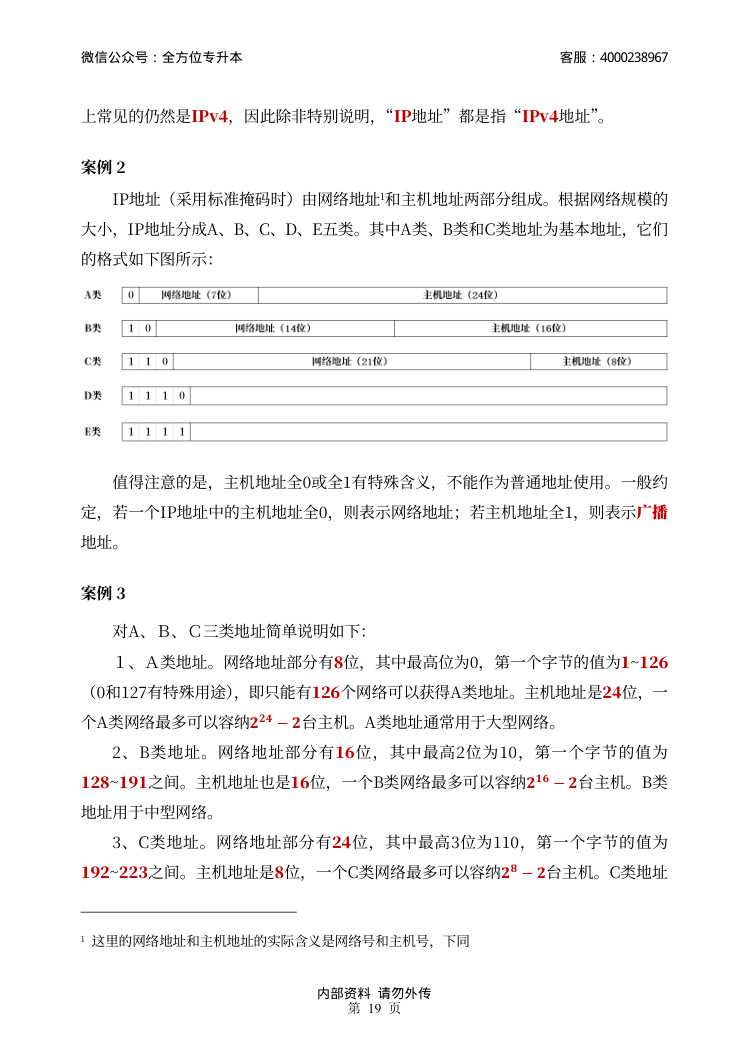 微信公众号：全方位专升本 客服：4000238967
上常见的仍然是IPv4，因此除非特别说明，“IP地址”都是指“IPv4地址”。
案例 2
IP地址（采用标准掩码时）由网络地址¹和主机地址两部分组成。根据网络规模的
大小，IP地址分成A、B、C、D、E五类。其中A类、B类和C类地址为基本地址，它们
的格式如下图所示：
A类 0 网络地址（7位） 主机地址（24位）
B类 1 0 网络地址（14位） 主机地址（16位）
C类 1 1 0 网络地址（21位） 主机地址（8位）
D类 1 1 1 0
E类 1 1 1 1
值得注意的是，主机地址全0或全1有特殊含义，不能作为普通地址使用。一般约
定，若一个IP地址中的主机地址全0，则表示网络地址；若主机地址全1，则表示广播
地址。
案例 3
对A、B、C三类地址简单说明如下：
１、A类地址。网络地址部分有8位，其中最高位为0，第一个字节的值为1~126
（0和127有特殊用途），即只能有126个网络可以获得A类地址。主机地址是24位，一
个A类网络最多可以容纳2²⁴ − 2台主机。A类地址通常用于大型网络。
2、B类地址。网络地址部分有16位，其中最高2位为10，第一个字节的值为
128~191之间。主机地址也是16位，一个B类网络最多可以容纳2¹⁶ − 2台主机。B类
地址用于中型网络。
3、C类地址。网络地址部分有24位，其中最高3位为110，第一个字节的值为
192~223之间。主机地址是8位，一个C类网络最多可以容纳2⁸ − 2台主机。C类地址
¹ 这里的网络地址和主机地址的实际含义是网络号和主机号，下同
内部资料 请勿外传
第 19 页